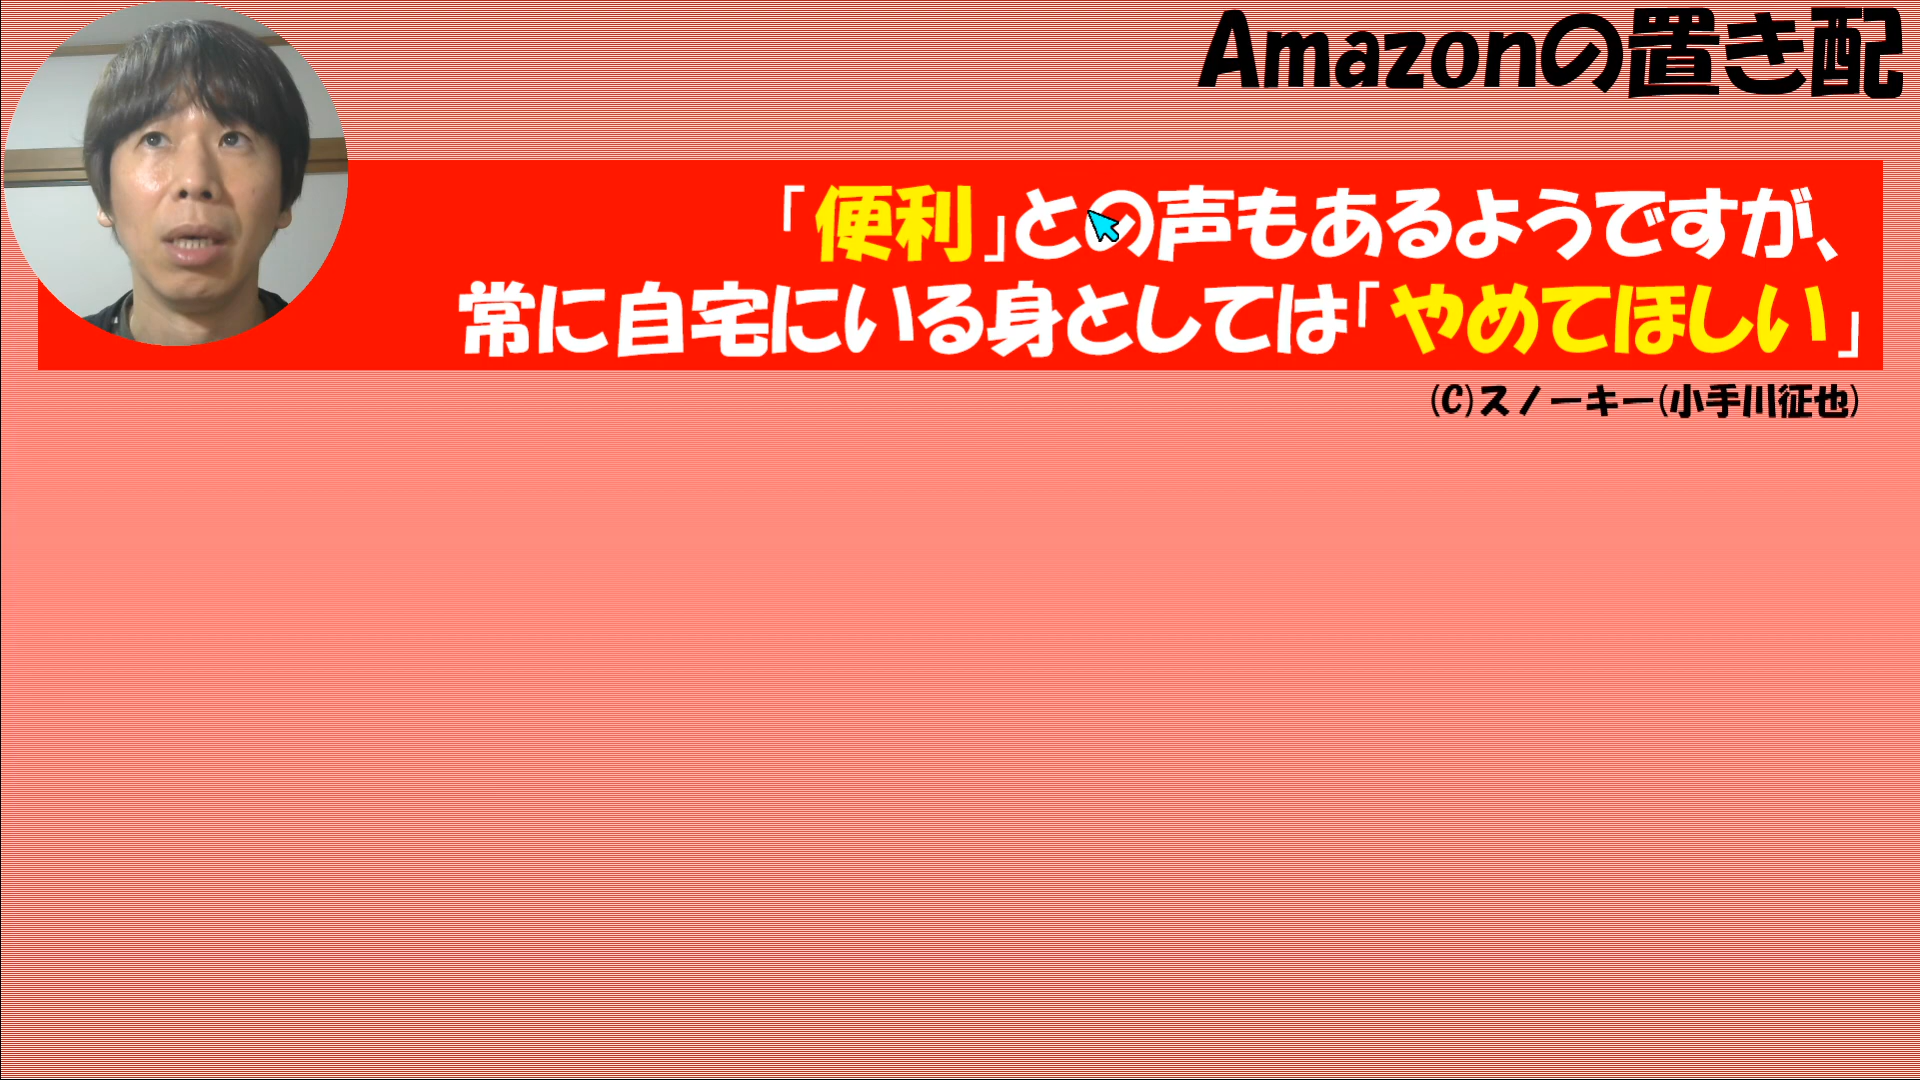 Amazonの置き配
「便利」との声もあるようですが、
常に自宅にいる身としては「やめてほしい」
(C)スノーキー(小手川征也)